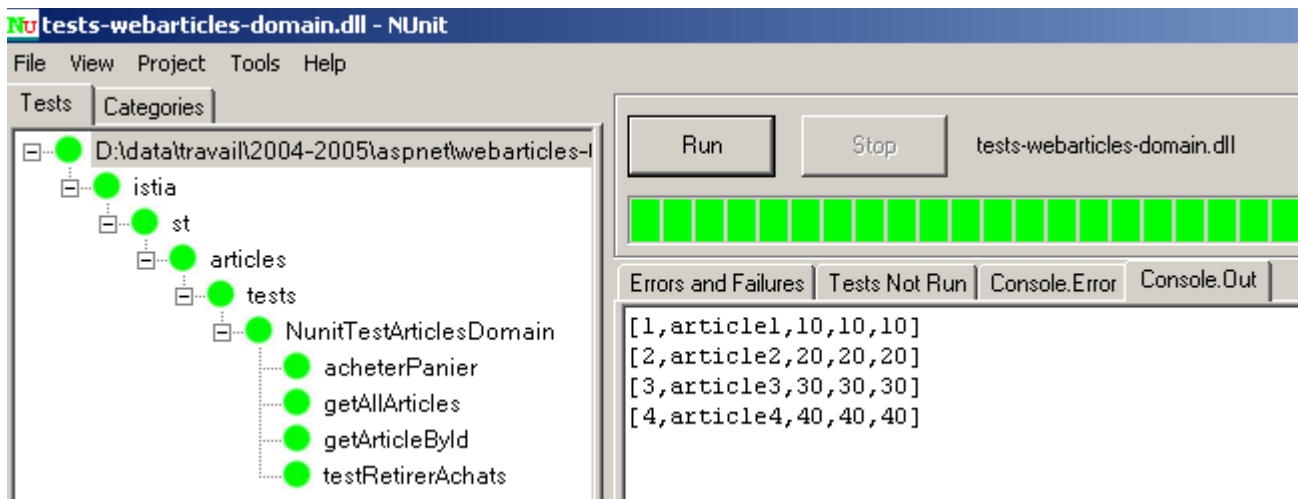 Nu tests-webarticles-domain.dll - NUnit
File View Project Tools Help
Tests Categories
D:\data\travail\2004-2005\aspnet\webarticles-
istia
st
articles
tests
NunitTestArticlesDomain
acheterPanier
getAllArticles
getArticleById
testRetirerAchats
Run Stop tests-webarticles-domain.dll
Errors and Failures Tests Not Run Console.Error Console.Out
[1,article1,10,10,10]
[2,article2,20,20,20]
[3,article3,30,30,30]
[4,article4,40,40,40]